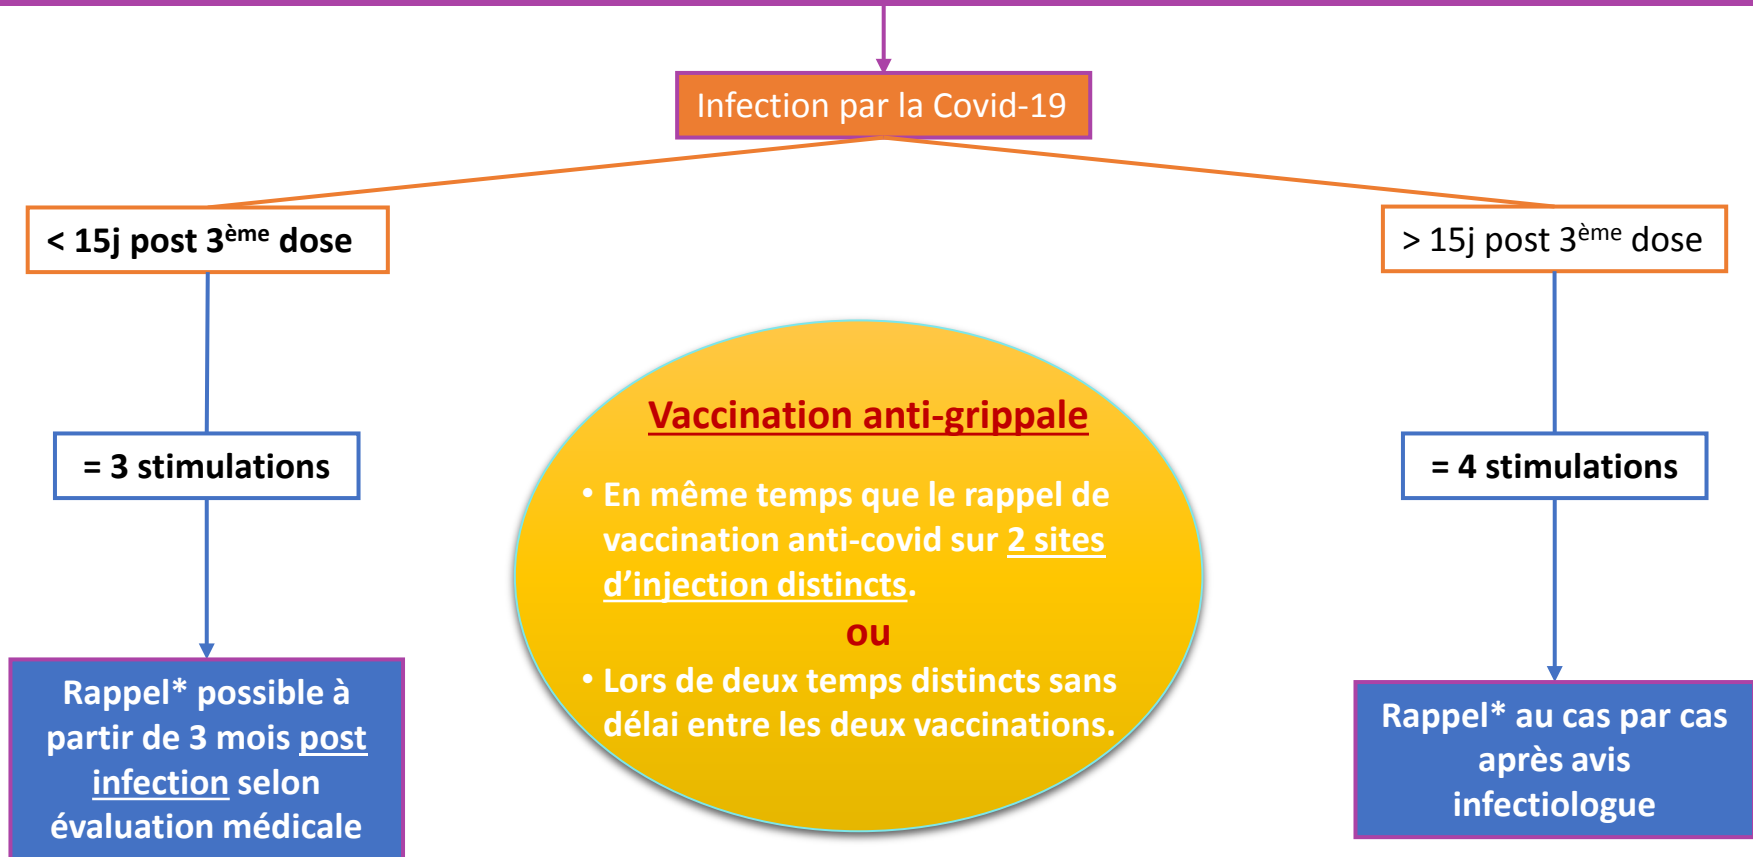 Infection par la Covid-19
< 15j post 3ème dose
> 15j post 3ème dose
= 3 stimulations
= 4 stimulations
Vaccination anti-grippale
• En même temps que le rappel de
vaccination anti-covid sur 2 sites
d’injection distincts.
ou
• Lors de deux temps distincts sans
délai entre les deux vaccinations.
Rappel* possible à
partir de 3 mois post
infection selon
évaluation médicale
Rappel* au cas par cas
après avis
infectiologue